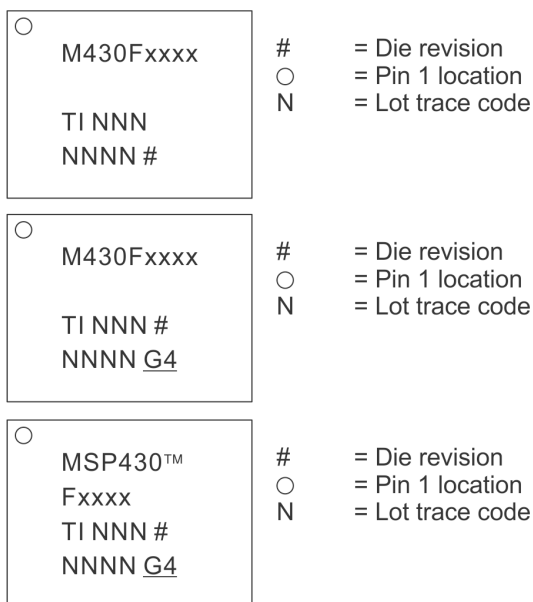 M430Fxxxx
TI NNN
NNNN #
# = Die revision
○ = Pin 1 location
N = Lot trace code
M430Fxxxx
TI NNN #
NNNN G4
# = Die revision
○ = Pin 1 location
N = Lot trace code
MSP430™
Fxxxx
TI NNN #
NNNN G4
# = Die revision
○ = Pin 1 location
N = Lot trace code